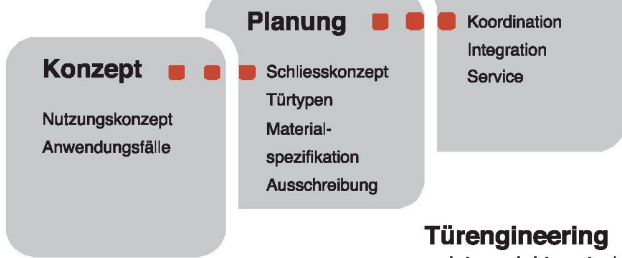 Konzept
Nutzungskonzept
Anwendungsfälle
Planung
Schliesskonzept
Türtypen
Material-
spezifikation
Ausschreibung
Koordination
Integration
Service
Türengineering